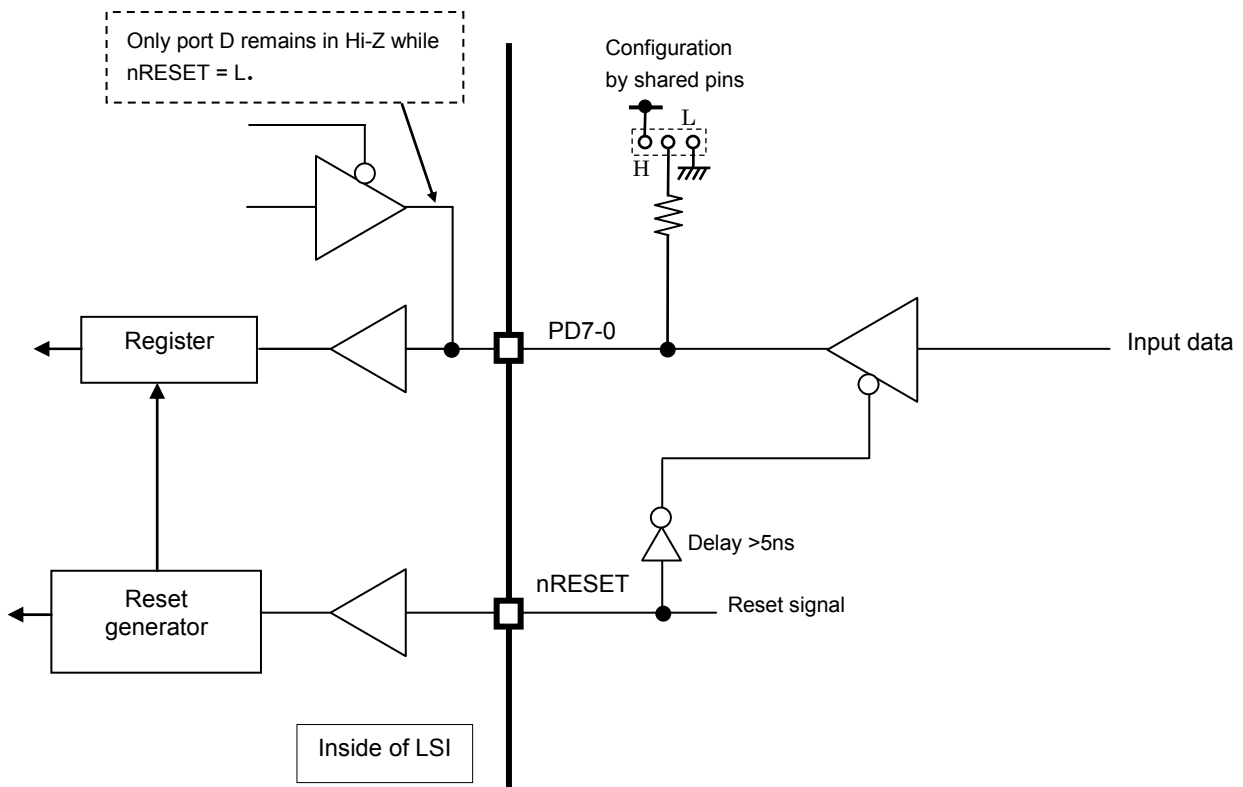 Only port D remains in Hi-Z while
nRESET = L.
Configuration
by shared pins
L
H
PD7-0
Input data
Register
Delay >5ns
nRESET
Reset signal
Reset
generator
Inside of LSI